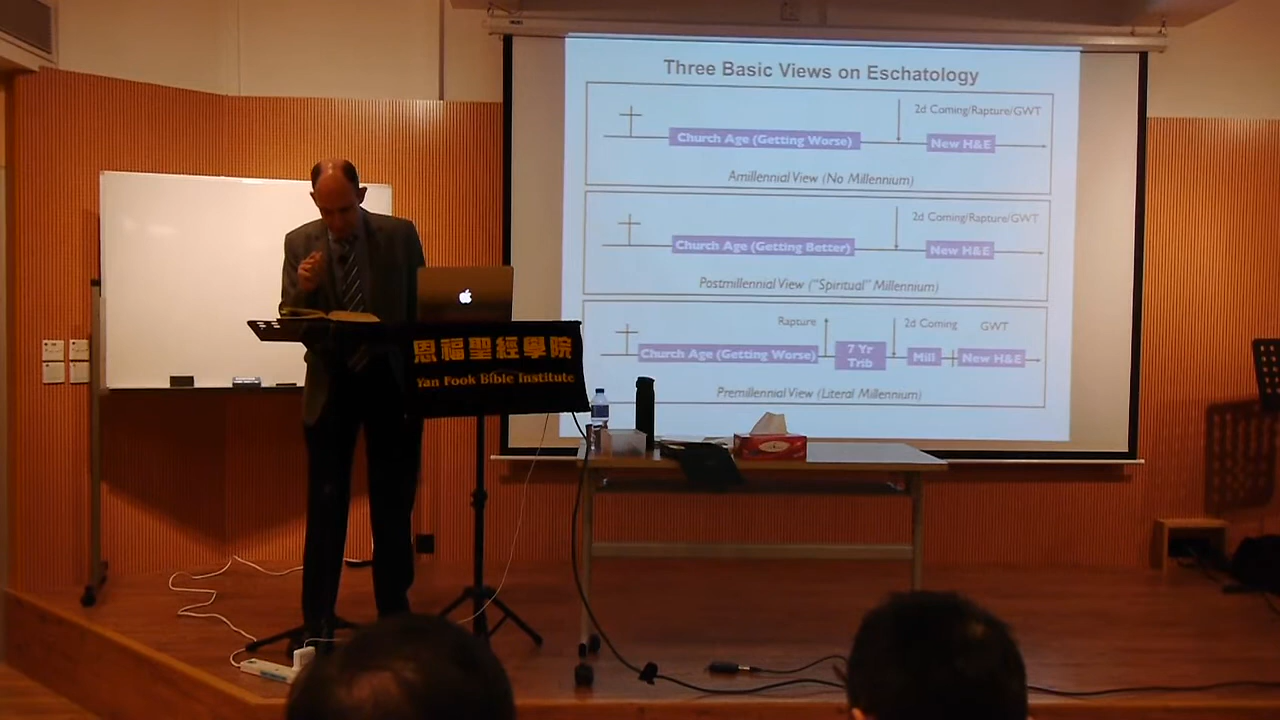 Three Basic Views on Eschatology
2d Coming/Rapture/GWT
Church Age (Getting Worse)
New H&E
Amillennial View (No Millennium)
2d Coming/Rapture/GWT
Church Age (Getting Better)
New H&E
Postmillennial View ("Spiritual" Millennium)
Rapture
2d Coming
GWT
Church Age (Getting Worse)
7 Yr
Trib
Mill
New H&E
Premillennial View (Literal Millennium)
恩福聖經學院
Yan Fook Bible Institute